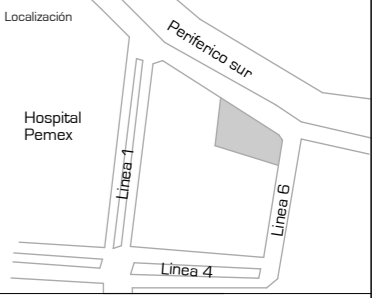 Localización
Periferico sur
Hospital
Pemex
Linea 1
Linea 6
Linea 4